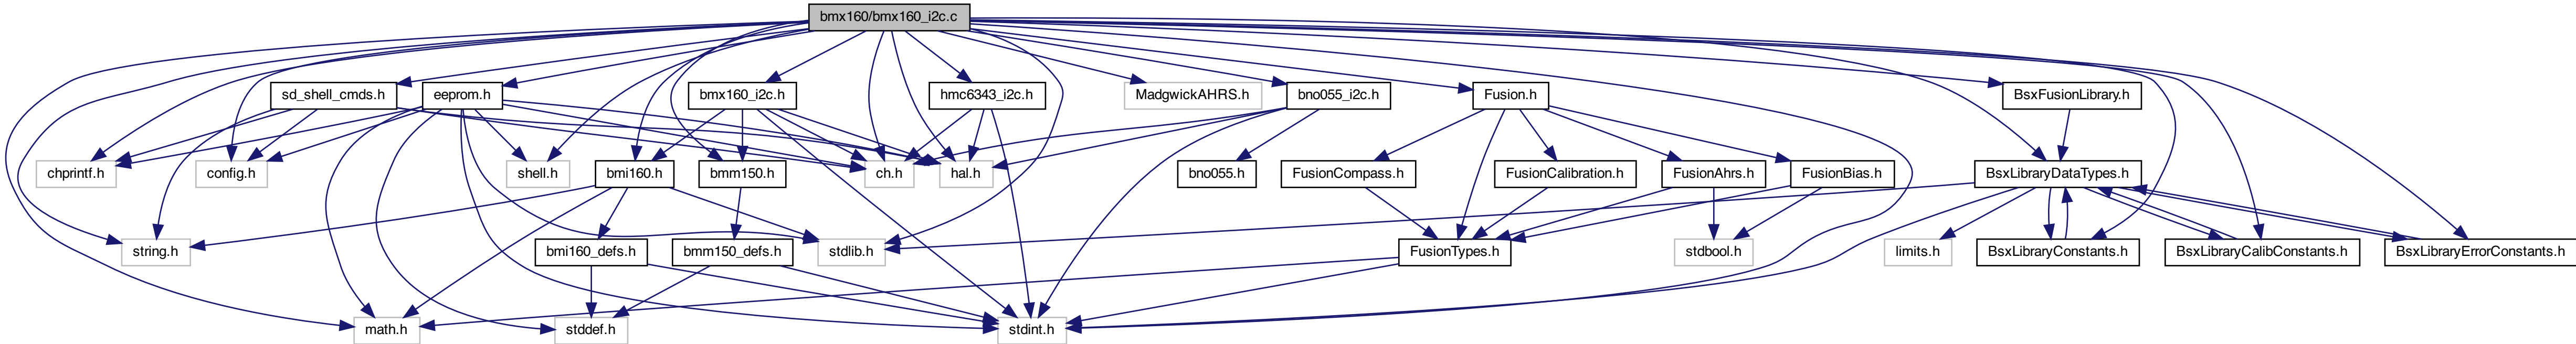 bmx160/bmx160_i2c.c
sd_shell_cmds.h
eeprom.h
bmx160_i2c.h
hmc6343_i2c.h
MadgwickAHRS.h
bno055_i2c.h
Fusion.h
BsxFusionLibrary.h
chprintf.h
config.h
shell.h
bmi160.h
bmm150.h
ch.h
hal.h
bno055.h
FusionCompass.h
FusionCalibration.h
FusionAhrs.h
FusionBias.h
BsxLibraryDataTypes.h
string.h
bmi160_defs.h
bmm150_defs.h
stdlib.h
FusionTypes.h
stdbool.h
limits.h
BsxLibraryConstants.h
BsxLibraryCalibConstants.h
BsxLibraryErrorConstants.h
math.h
stddef.h
stdint.h